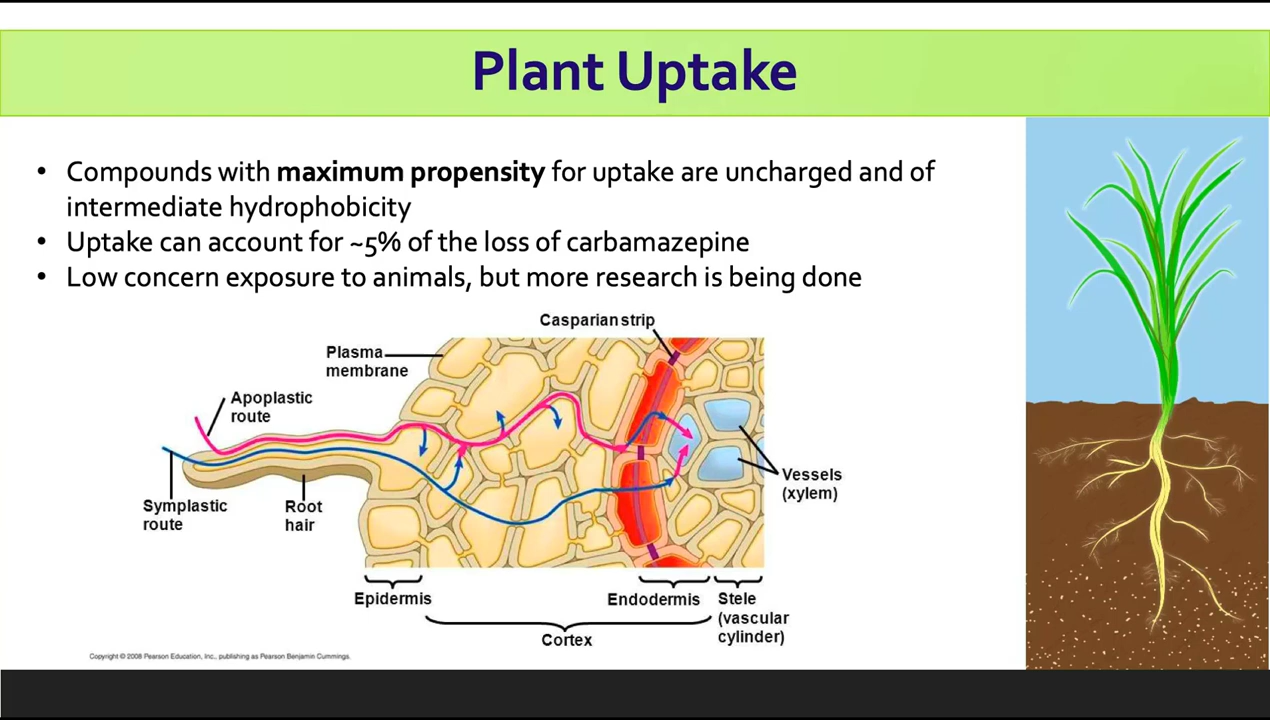 Plant Uptake
• Compounds with maximum propensity for uptake are uncharged and of
intermediate hydrophobicity
• Uptake can account for ~5% of the loss of carbamazepine
• Low concern exposure to animals, but more research is being done
Casparian strip
Plasma
membrane
Apoplastic
route
Symplastic
route
Root
hair
Vessels
(xylem)
Epidermis
Endodermis
Stele
(vascular
cylinder)
Cortex
Copyright © 2008 Pearson Education, Inc., publishing as Pearson Benjamin Cummings.